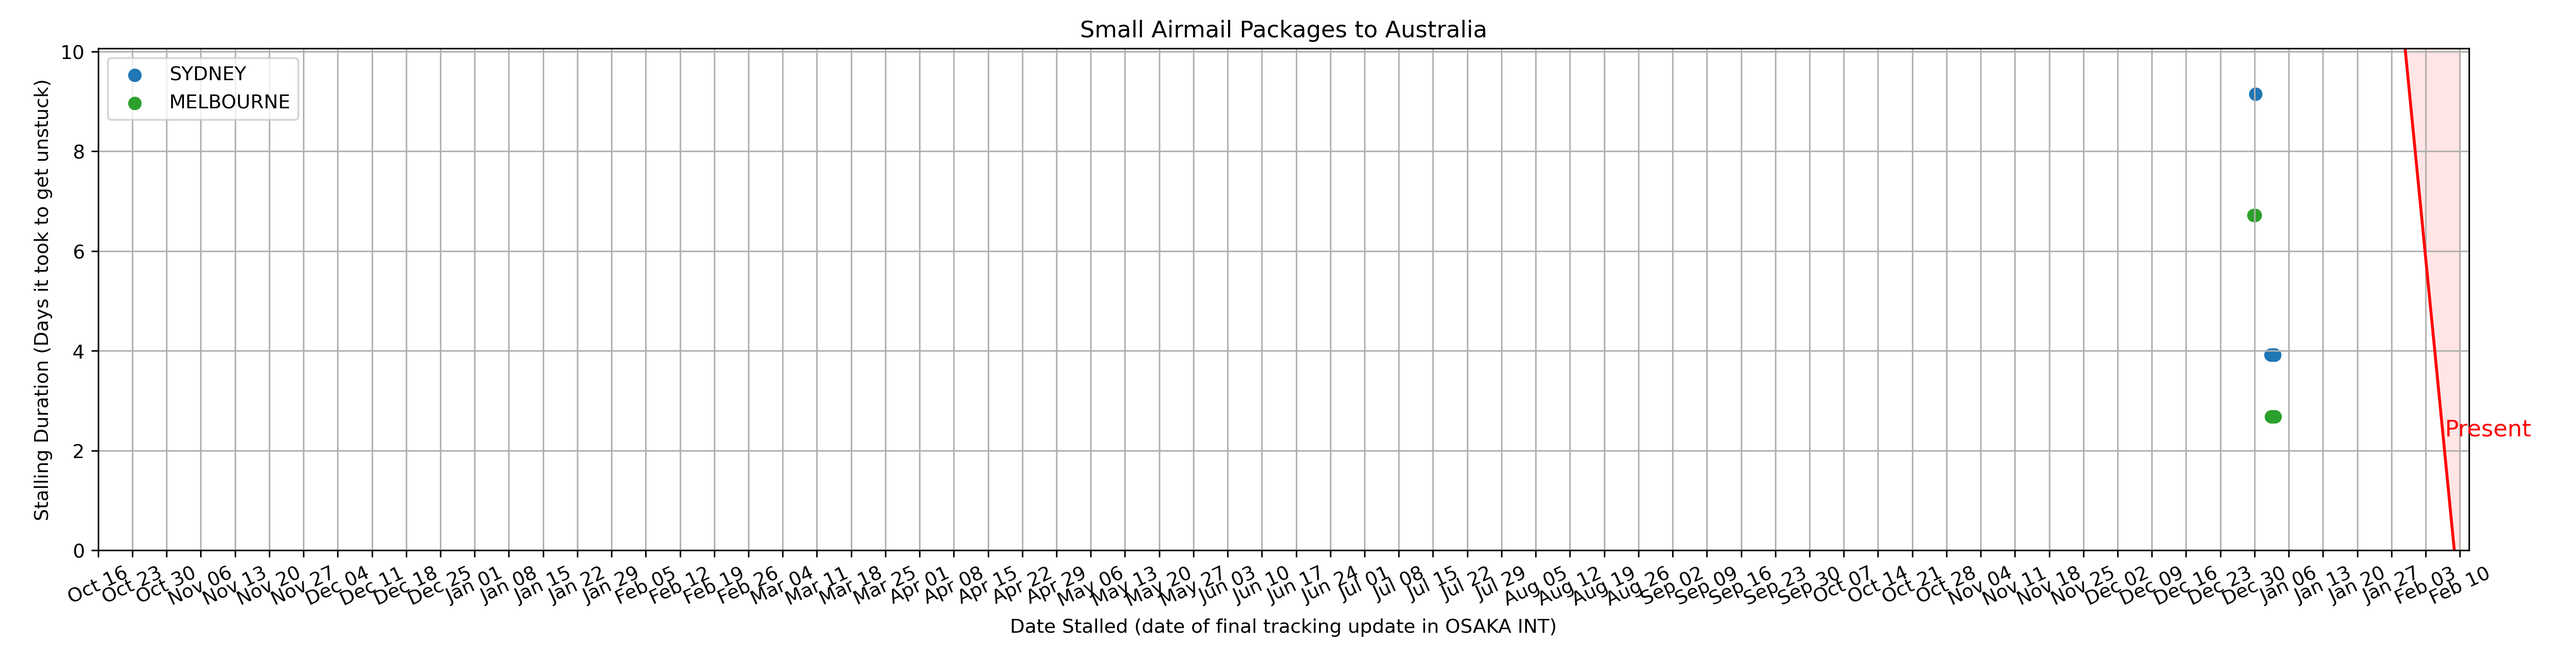 Small Airmail Packages to Australia
SYDNEY
MELBOURNE
Stalling Duration (Days it took to get unstuck)
10
8
6
4
2
0
Present
Oct 16
Oct 23
Oct 30
Nov 06
Nov 13
Nov 20
Nov 27
Dec 04
Dec 11
Dec 18
Dec 25
Jan 01
Jan 08
Jan 15
Jan 22
Jan 29
Feb 05
Feb 12
Feb 19
Feb 26
Mar 04
Mar 11
Mar 18
Mar 25
Apr 01
Apr 08
Apr 15
Apr 22
Apr 29
May 06
May 13
May 20
May 27
Jun 03
Jun 10
Jun 17
Jun 24
Jul 01
Jul 08
Jul 15
Jul 22
Jul 29
Aug 05
Aug 12
Aug 19
Aug 26
Sep 02
Sep 09
Sep 16
Sep 23
Sep 30
Oct 07
Oct 14
Oct 21
Oct 28
Nov 04
Nov 11
Nov 18
Nov 25
Dec 02
Dec 09
Dec 16
Dec 23
Dec 30
Jan 06
Jan 13
Jan 20
Jan 27
Feb 03
Feb 10
Date Stalled (date of final tracking update in OSAKA INT)